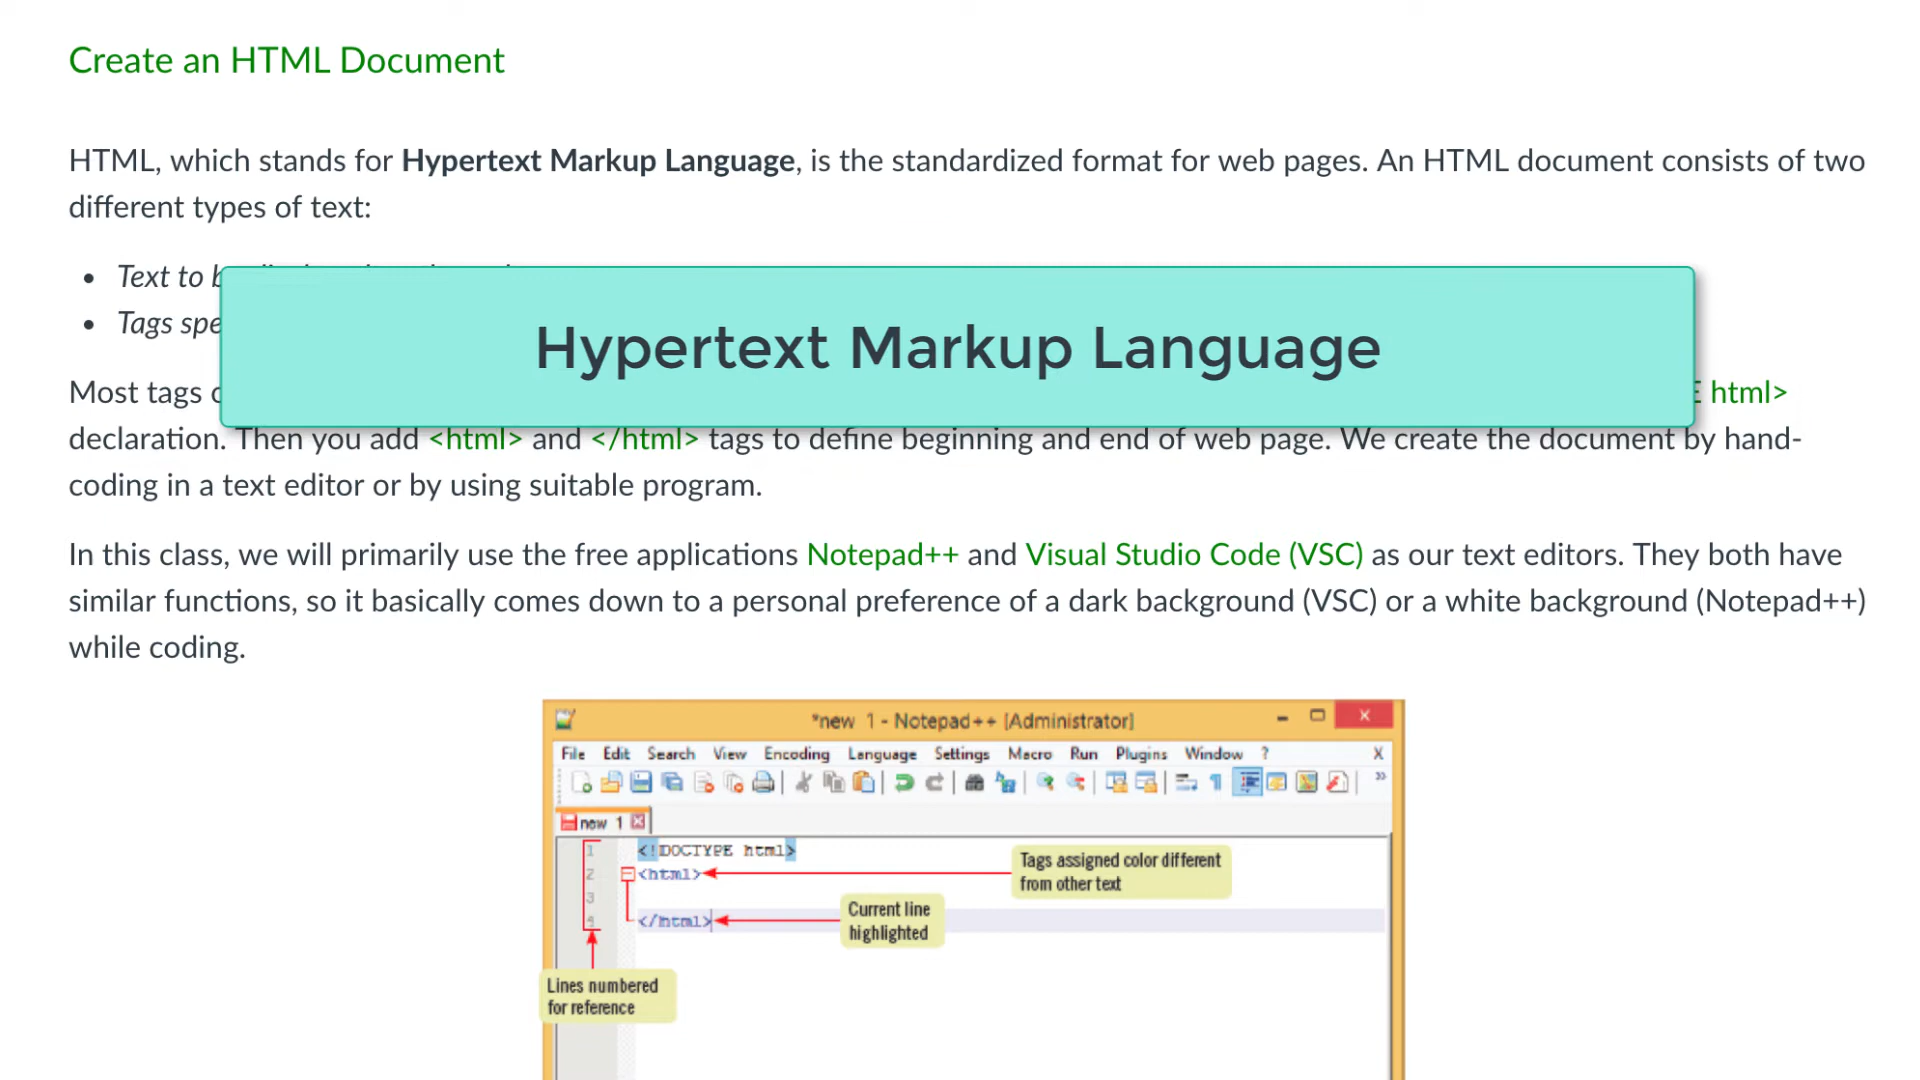 Create an HTML Document
HTML, which stands for Hypertext Markup Language, is the standardized format for web pages. An HTML document consists of two
different types of text:
• Text to
• Tags
Hypertext Markup Language
Most tags html>
declaration. Then you add <html> and </html> tags to define beginning and end of web page. We create the document by hand-
coding in a text editor or by using suitable program.
In this class, we will primarily use the free applications Notepad++ and Visual Studio Code (VSC) as our text editors. They both have
similar functions, so it basically comes down to a personal preference of a dark background (VSC) or a white background (Notepad++)
while coding.
*new 1 - Notepad++ [Administrator]
File Edit Search View Encoding Language Settings Macro Run Plugins Window ? X
new 1
1 <!DOCTYPE html>
2 <html>
3
4 </html>
Tags assigned color different
from other text
Current line
highlighted
Lines numbered
for reference